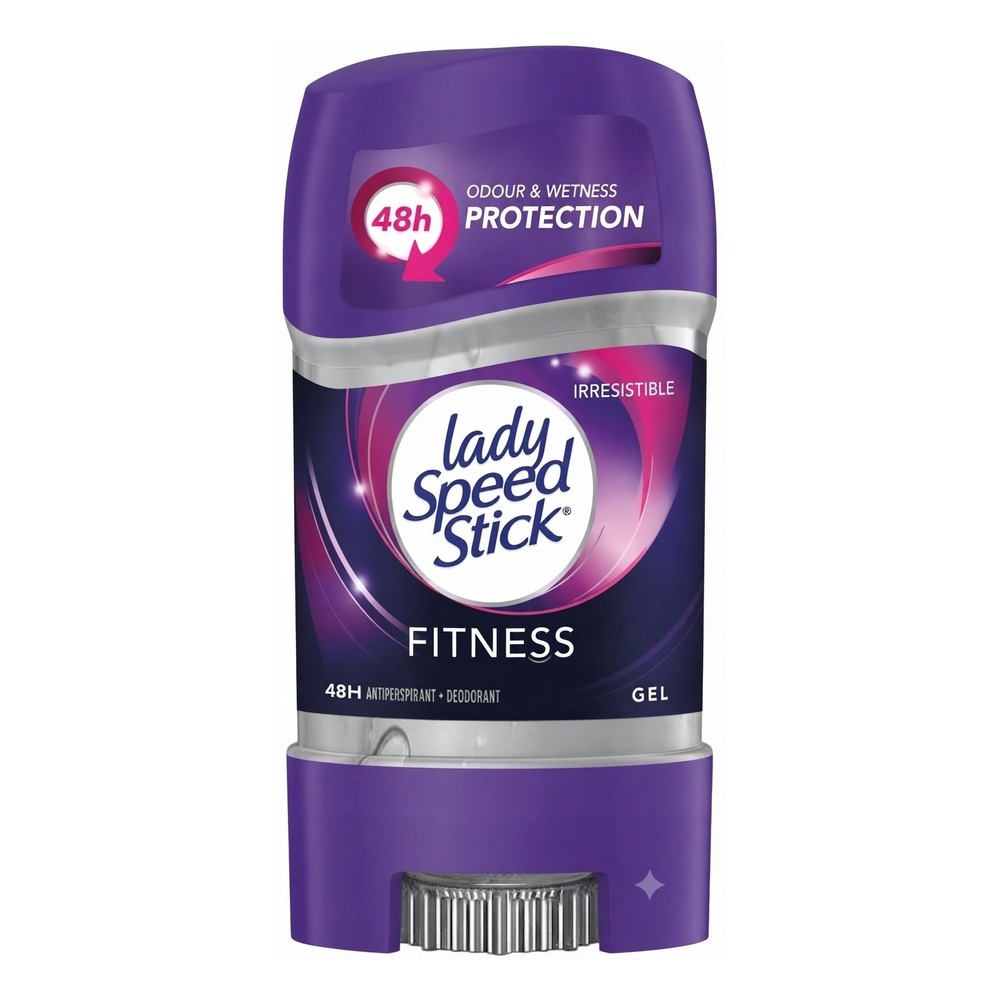 48h
ODOUR & WETNESS
PROTECTION
IRRESISTIBLE
lady
Speed
Stick®
FITNESS
48H ANTIPERSPIRANT + DEODORANT
GEL